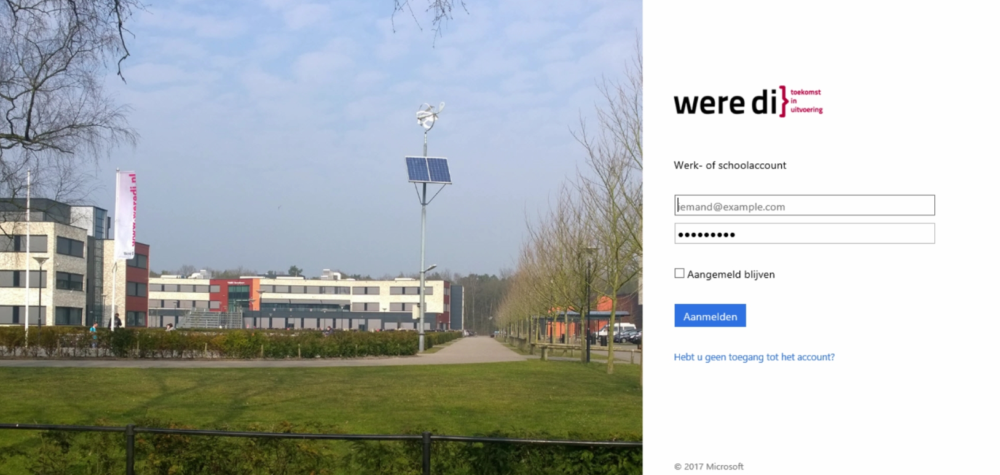 www.weredi.nl
were di}
toekomst
in
uitvoering
Werk- of schoolaccount
iemand@example.com
•••••••••
Aangemeld blijven
Aanmelden
Hebt u geen toegang tot het account?
© 2017 Microsoft